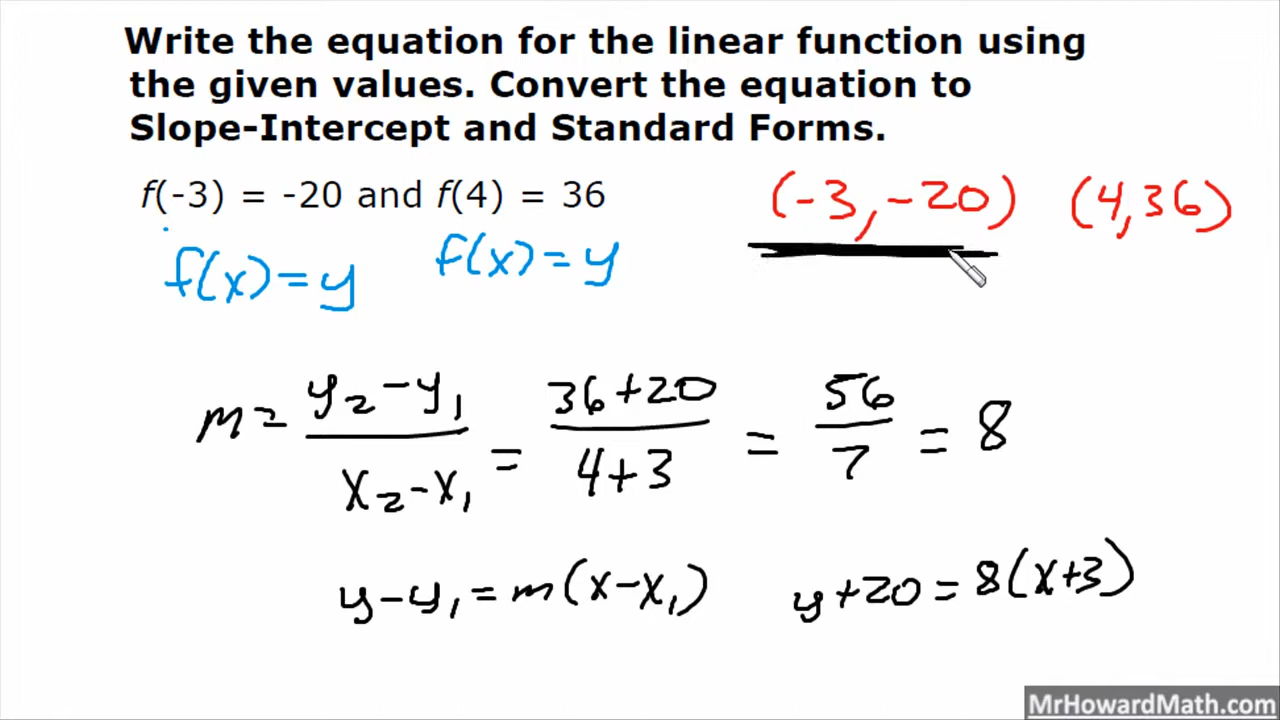 Write the equation for the linear function using
the given values. Convert the equation to
Slope-Intercept and Standard Forms.
f(-3) = -20 and f(4) = 36
(-3,-20) (4,36)
f(x)=y f(x)=y
m = y₂-y₁ / x₂-x₁ = 36+20 / 4+3 = 56 / 7 = 8
y-y₁=m(x-x₁) y+20=8(x+3)
MrHowardMath.com